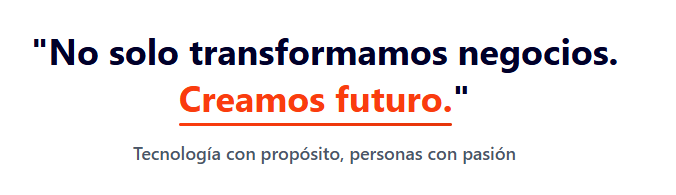 "No solo transformamos negocios.
Creamos futuro."
Tecnología con propósito, personas con pasión